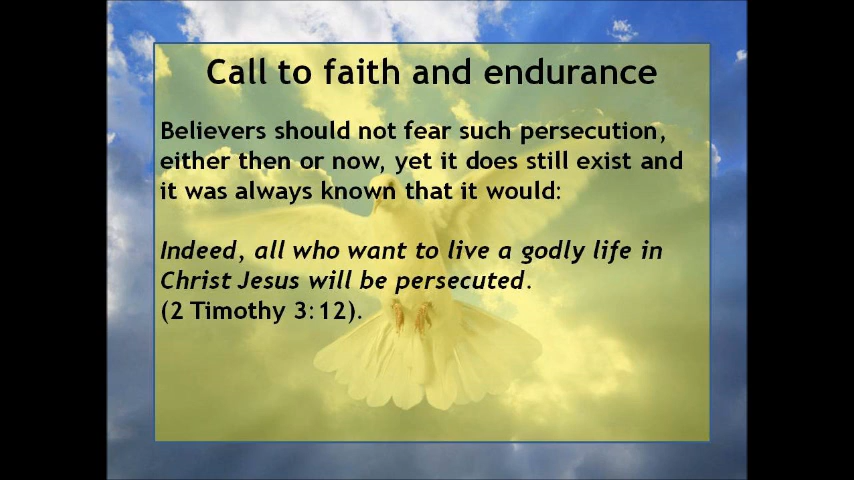 Call to faith and endurance
Believers should not fear such persecution,
either then or now, yet it does still exist and
it was always known that it would:
Indeed, all who want to live a godly life in
Christ Jesus will be persecuted.
(2 Timothy 3:12).